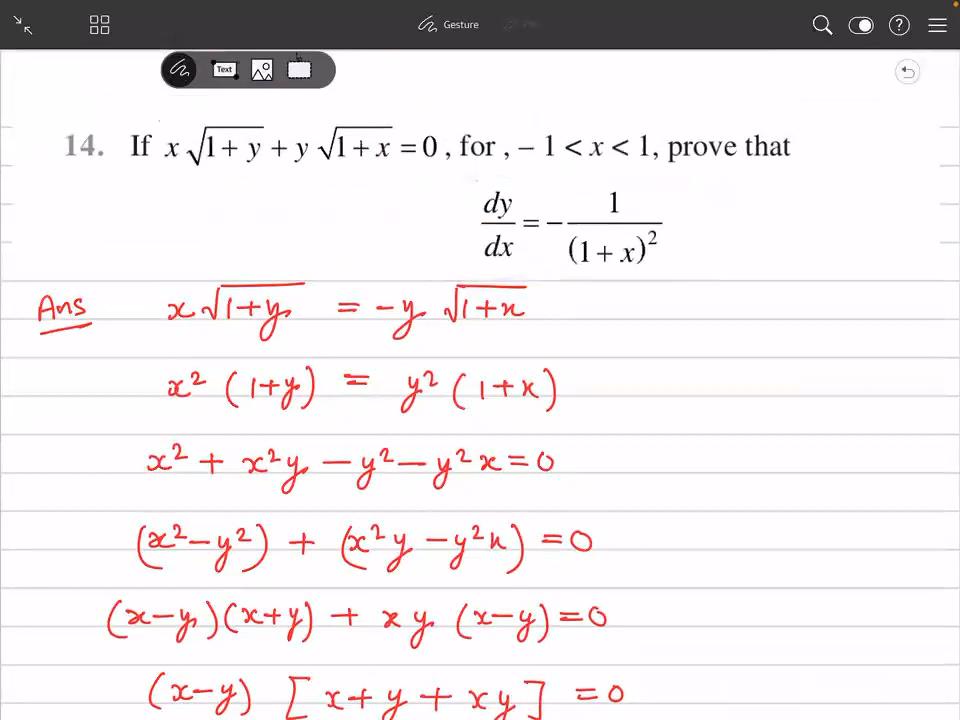 Gesture
Text
14. If x √(1 + y) + y √(1 + x) = 0 , for , – 1 < x < 1, prove that
dy/dx = - 1/(1 + x)²
Ans x √(1+y) = -y √(1+x)
x² (1+y) = y² (1+x)
x² + x²y - y² - y²x = 0
(x² - y²) + (x²y - y²x) = 0
(x-y)(x+y) + xy (x-y) = 0
(x-y) [x + y + xy] = 0